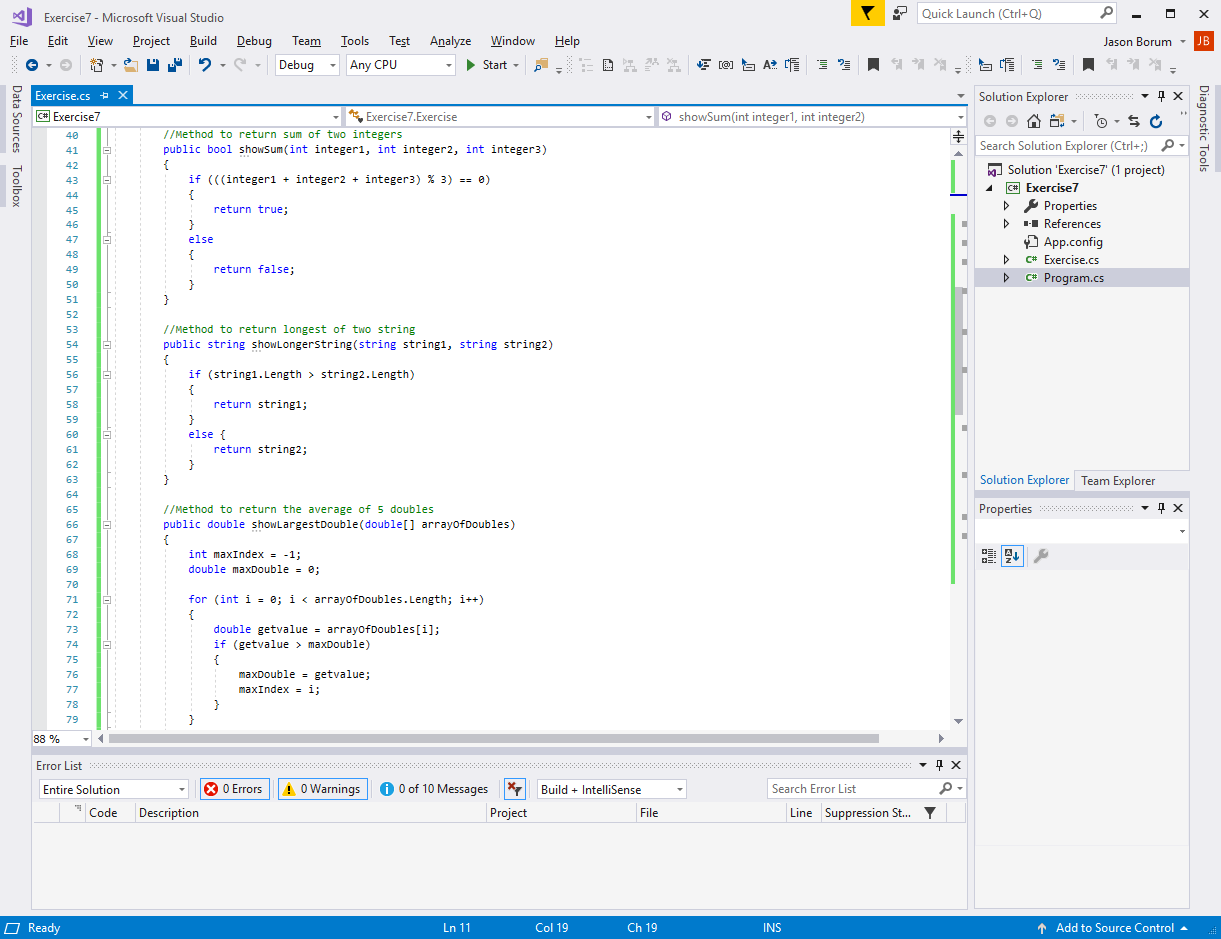 Exercise7 - Microsoft Visual Studio
Quick Launch (Ctrl+Q)
File Edit View Project Build Debug Team Tools Test Analyze Window Help
Jason Borum JB
Debug Any CPU Start
Data Sources
Toolbox
Exercise.cs
C# Exercise7 Exercise7.Exercise showSum(int integer1, int integer2)
40 //Method to return sum of two integers
41 public bool showSum(int integer1, int integer2, int integer3)
42 {
43 if (((integer1 + integer2 + integer3) % 3) == 0)
44 {
45 return true;
46 }
47 else
48 {
49 return false;
50 }
51 }
52
53 //Method to return longest of two string
54 public string showLongerString(string string1, string string2)
55 {
56 if (string1.Length > string2.Length)
57 {
58 return string1;
59 }
60 else {
61 return string2;
62 }
63 }
64
65 //Method to return the average of 5 doubles
66 public double showLargestDouble(double[] arrayOfDoubles)
67 {
68 int maxIndex = -1;
69 double maxDouble = 0;
70
71 for (int i = 0; i < arrayOfDoubles.Length; i++)
72 {
73 double getvalue = arrayOfDoubles[i];
74 if (getvalue > maxDouble)
75 {
76 maxDouble = getvalue;
77 maxIndex = i;
78 }
79 }
88 %
Solution Explorer
Search Solution Explorer (Ctrl+;)
Solution 'Exercise7' (1 project)
C# Exercise7
Properties
References
App.config
C# Exercise.cs
C# Program.cs
Solution Explorer Team Explorer
Properties
Diagnostic Tools
Error List
Entire Solution 0 Errors 0 Warnings 0 of 10 Messages Build + IntelliSense Search Error List
Code Description Project File Line Suppression St...
Ready Ln 11 Col 19 Ch 19 INS Add to Source Control